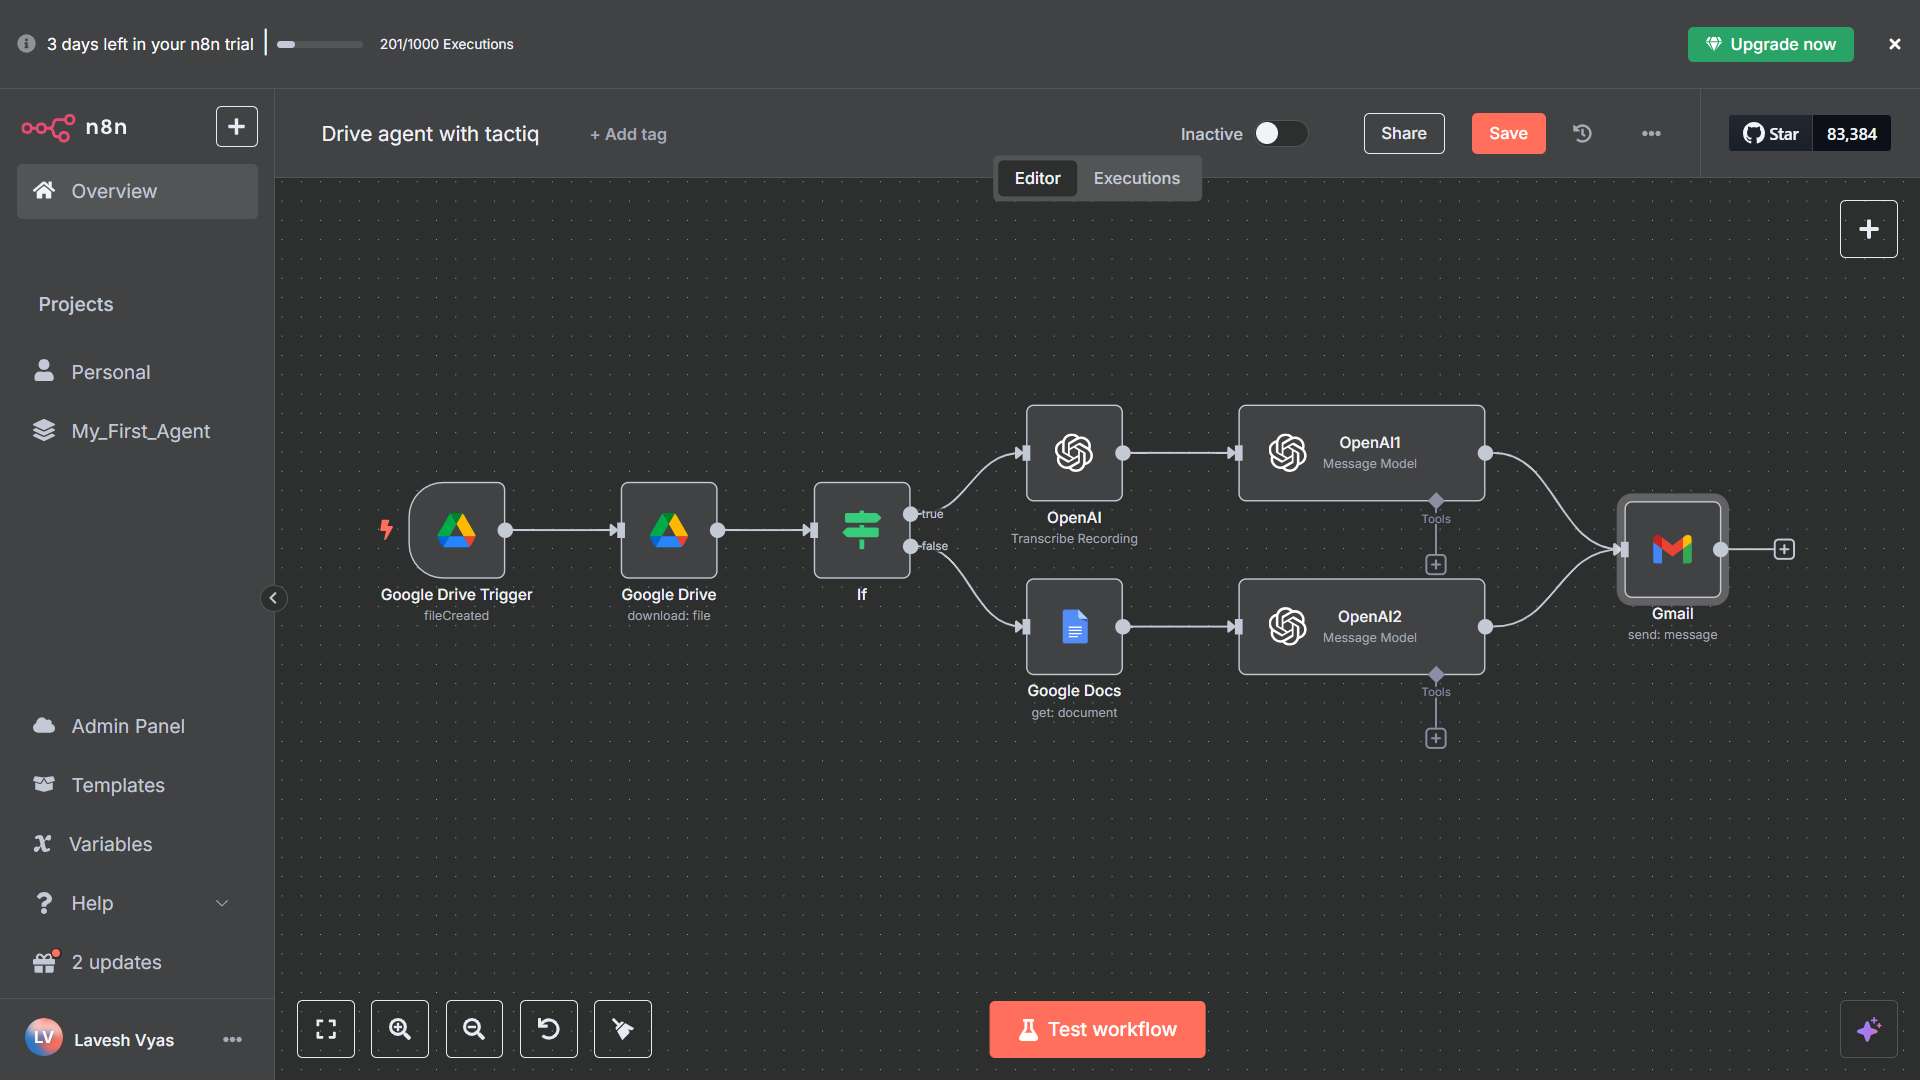 3 days left in your n8n trial
201/1000 Executions
Upgrade now
n8n
Drive agent with tactiq
+ Add tag
Inactive
Share
Save
Star
83,384
Editor
Executions
Overview
Projects
Personal
My_First_Agent
Admin Panel
Templates
Variables
Help
2 updates
LV
Lavesh Vyas
Google Drive Trigger
fileCreated
Google Drive
download: file
If
true
false
OpenAI
Transcribe Recording
OpenAI1
Message Model
Tools
Google Docs
get: document
OpenAI2
Message Model
Tools
Gmail
send: message
Test workflow